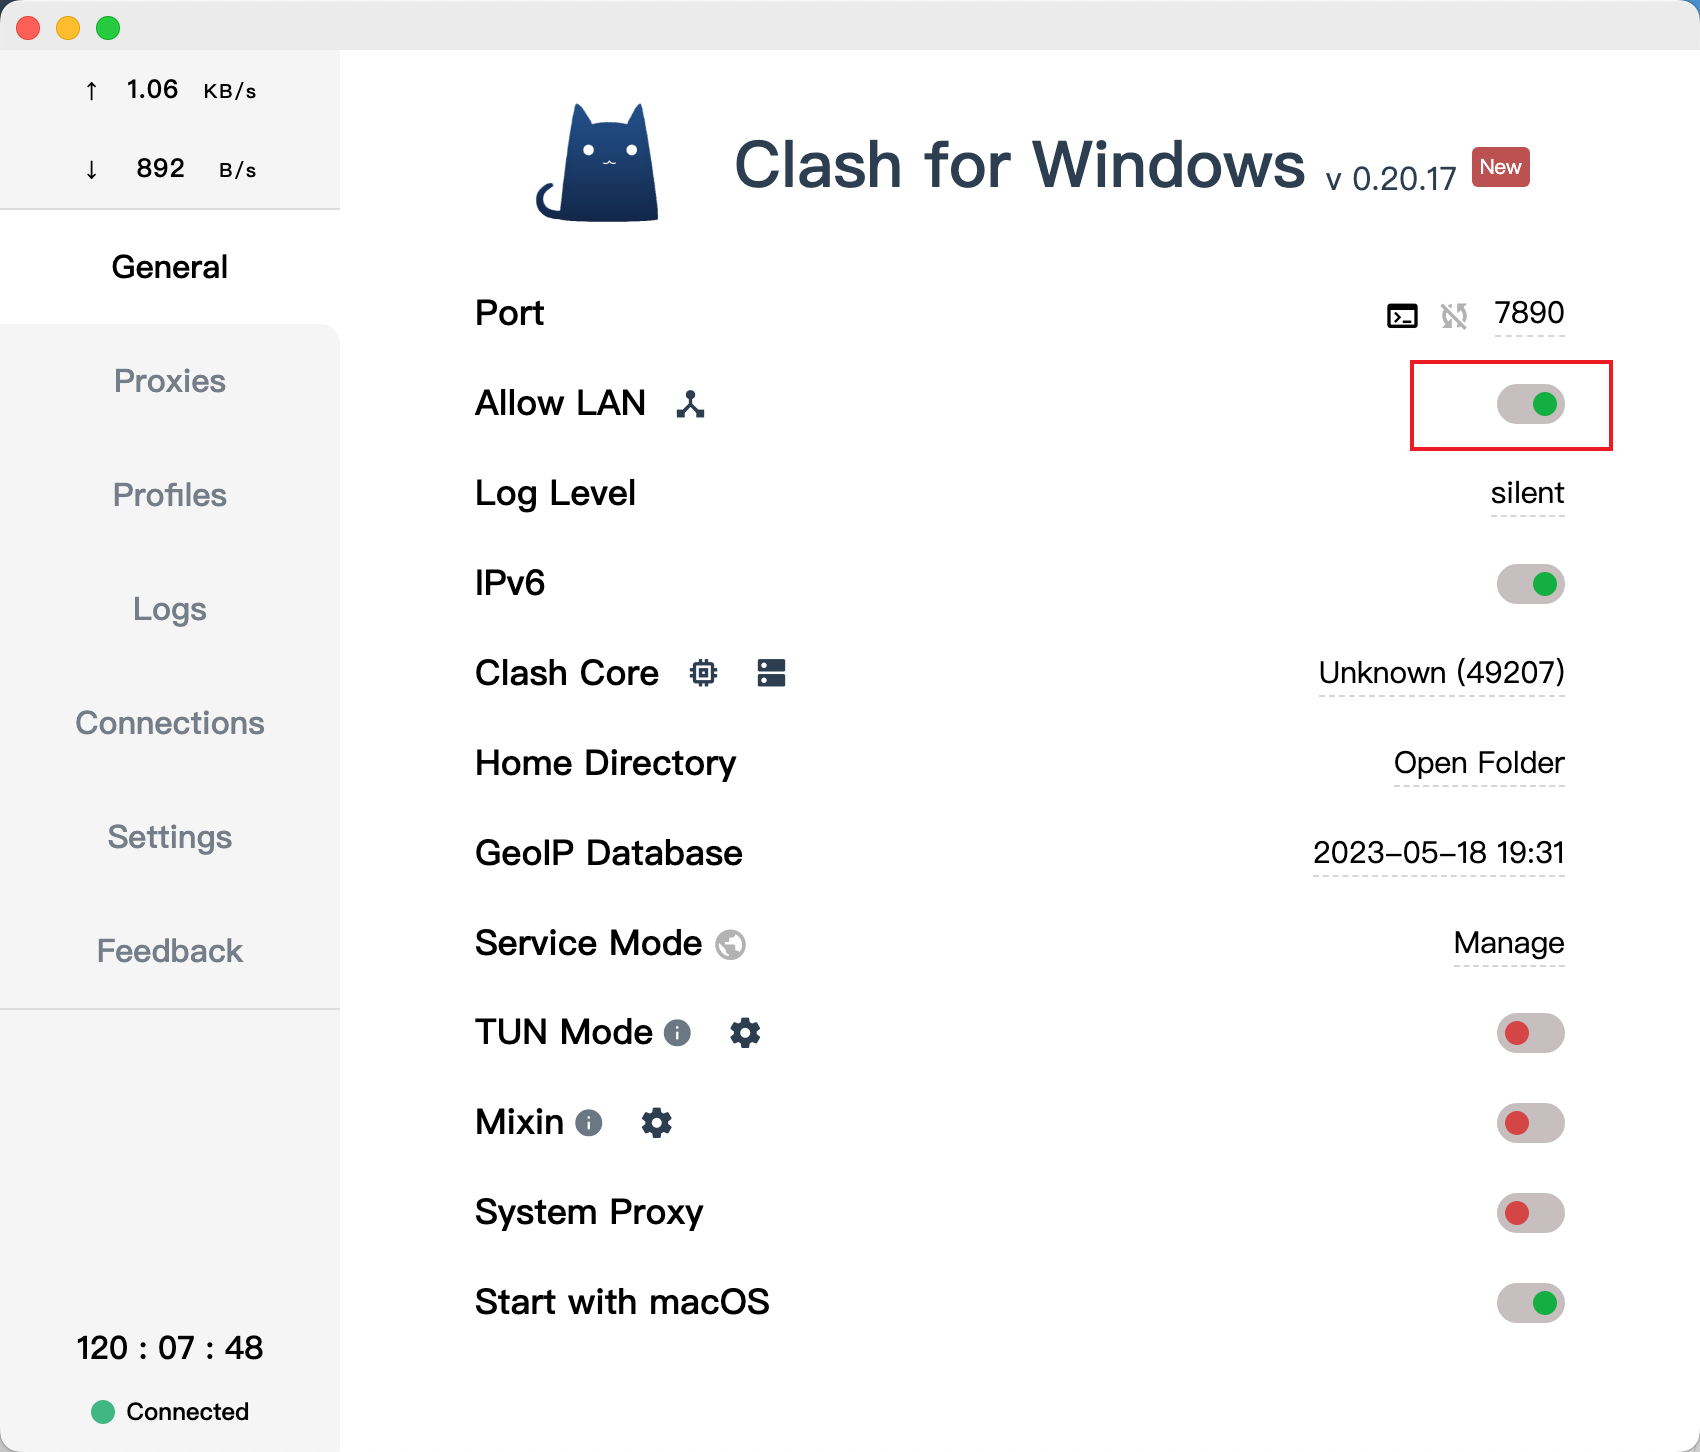 ↑ 1.06 KB/s
↓ 892 B/s
General
Proxies
Profiles
Logs
Connections
Settings
Feedback
120 : 07 : 48
Connected
Clash for Windows v 0.20.17 New
Port 7890
Allow LAN
Log Level silent
IPv6
Clash Core Unknown (49207)
Home Directory Open Folder
GeoIP Database 2023-05-18 19:31
Service Mode Manage
TUN Mode
Mixin
System Proxy
Start with macOS